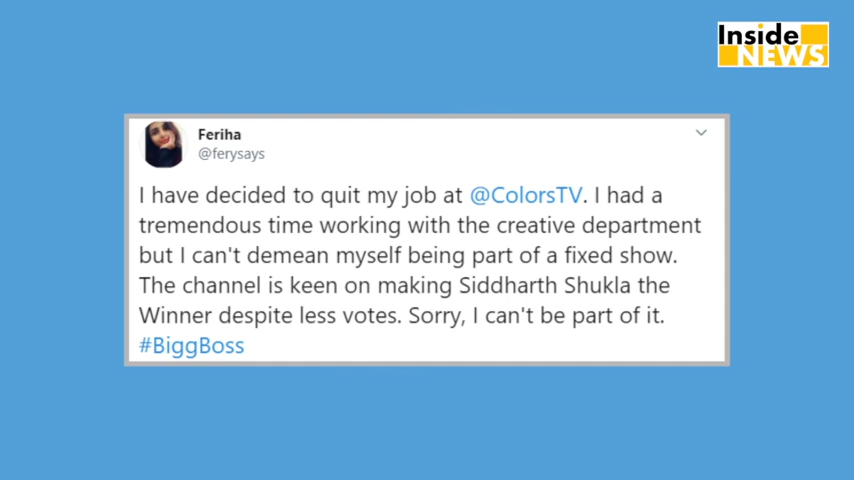 Inside
NEWS
Feriha
@ferysays
I have decided to quit my job at @ColorsTV. I had a
tremendous time working with the creative department
but I can't demean myself being part of a fixed show.
The channel is keen on making Siddharth Shukla the
Winner despite less votes. Sorry, I can't be part of it.
#BiggBoss